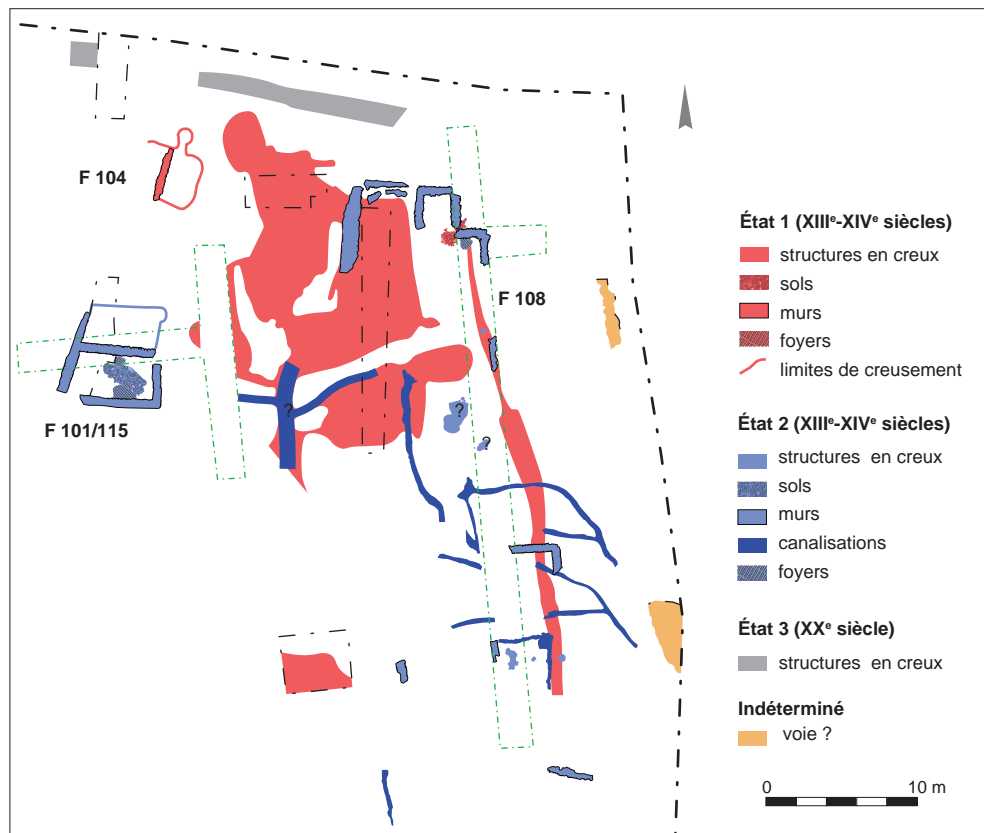 F 104
F 108
F 101/115
?
?
?
État 1 (XIIIᵉ-XIVᵉ siècles)
structures en creux
sols
murs
foyers
limites de creusement
État 2 (XIIIᵉ-XIVᵉ siècles)
structures en creux
sols
murs
canalisations
foyers
État 3 (XXᵉ siècle)
structures en creux
Indéterminé
voie ?
0 10 m